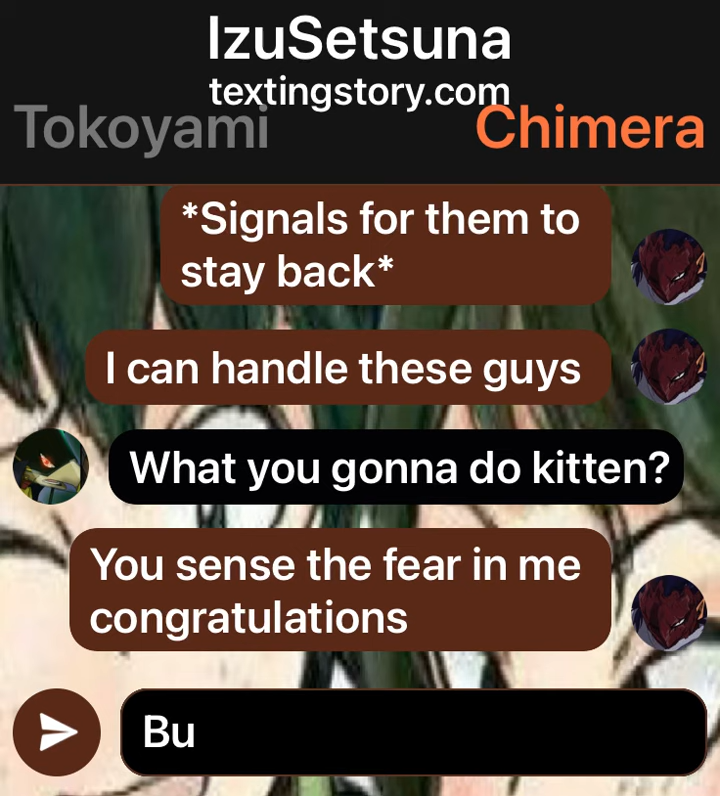 IzuSetsuna
textingstory.com
Tokoyami
Chimera
*Signals for them to
stay back*
I can handle these guys
What you gonna do kitten?
You sense the fear in me
congratulations
Bu